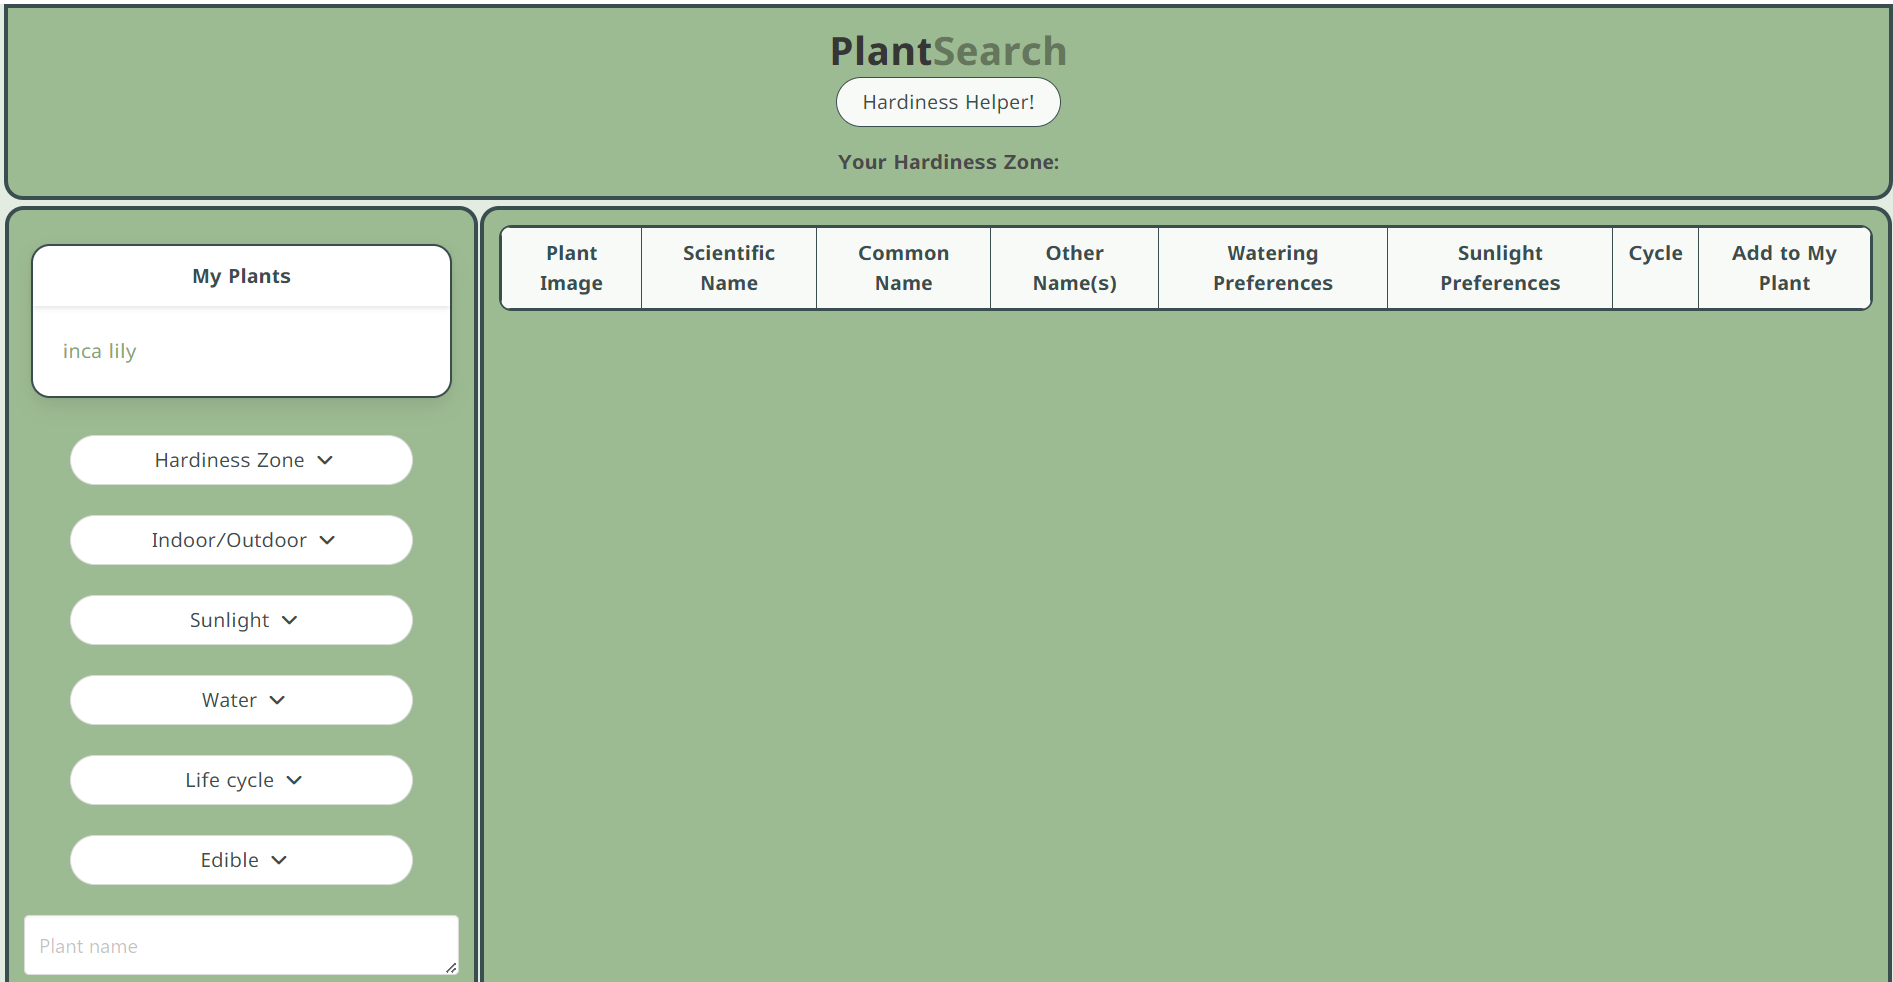 PlantSearch
Hardiness Helper!
Your Hardiness Zone:
My Plants
inca lily
Hardiness Zone
Indoor/Outdoor
Sunlight
Water
Life cycle
Edible
Plant name
Plant Image
Scientific Name
Common Name
Other Name(s)
Watering Preferences
Sunlight Preferences
Cycle
Add to My Plant